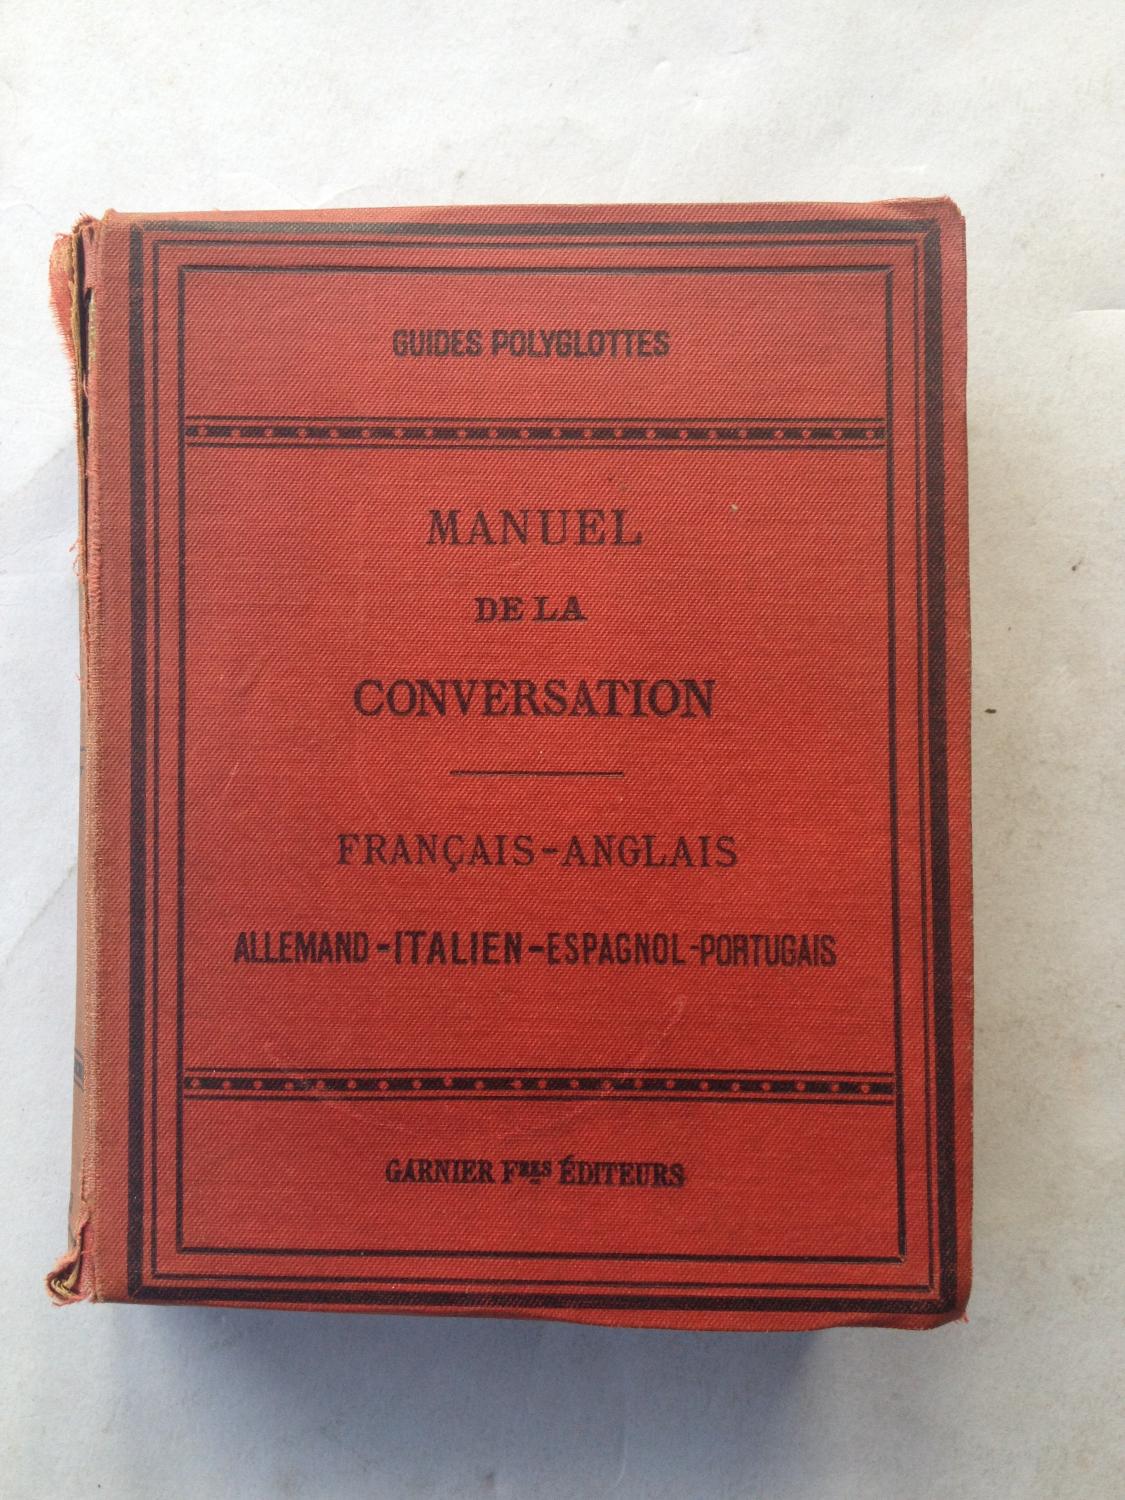 GUIDES POLYGLOTTES
MANUEL
DE LA
CONVERSATION
FRANÇAIS-ANGLAIS
ALLEMAND-ITALIEN-ESPAGNOL-PORTUGAIS
GARNIER FRES ÉDITEURS